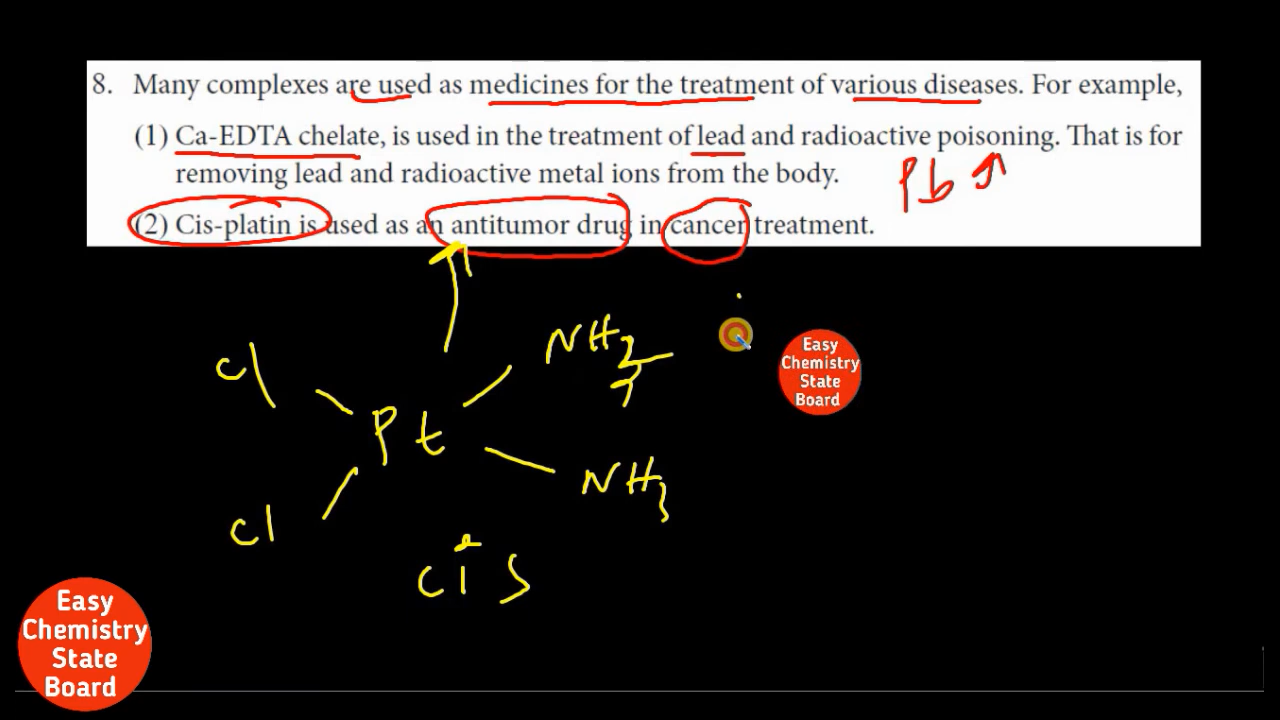 8. Many complexes are used as medicines for the treatment of various diseases. For example,
(1) Ca-EDTA chelate, is used in the treatment of lead and radioactive poisoning. That is for
removing lead and radioactive metal ions from the body.
Pb
(2) Cis-platin is used as an antitumor drug in cancer treatment.
Cl
NH3
Pt
Cl
NH3
Cis
Easy
Chemistry
State
Board
Easy
Chemistry
State
Board